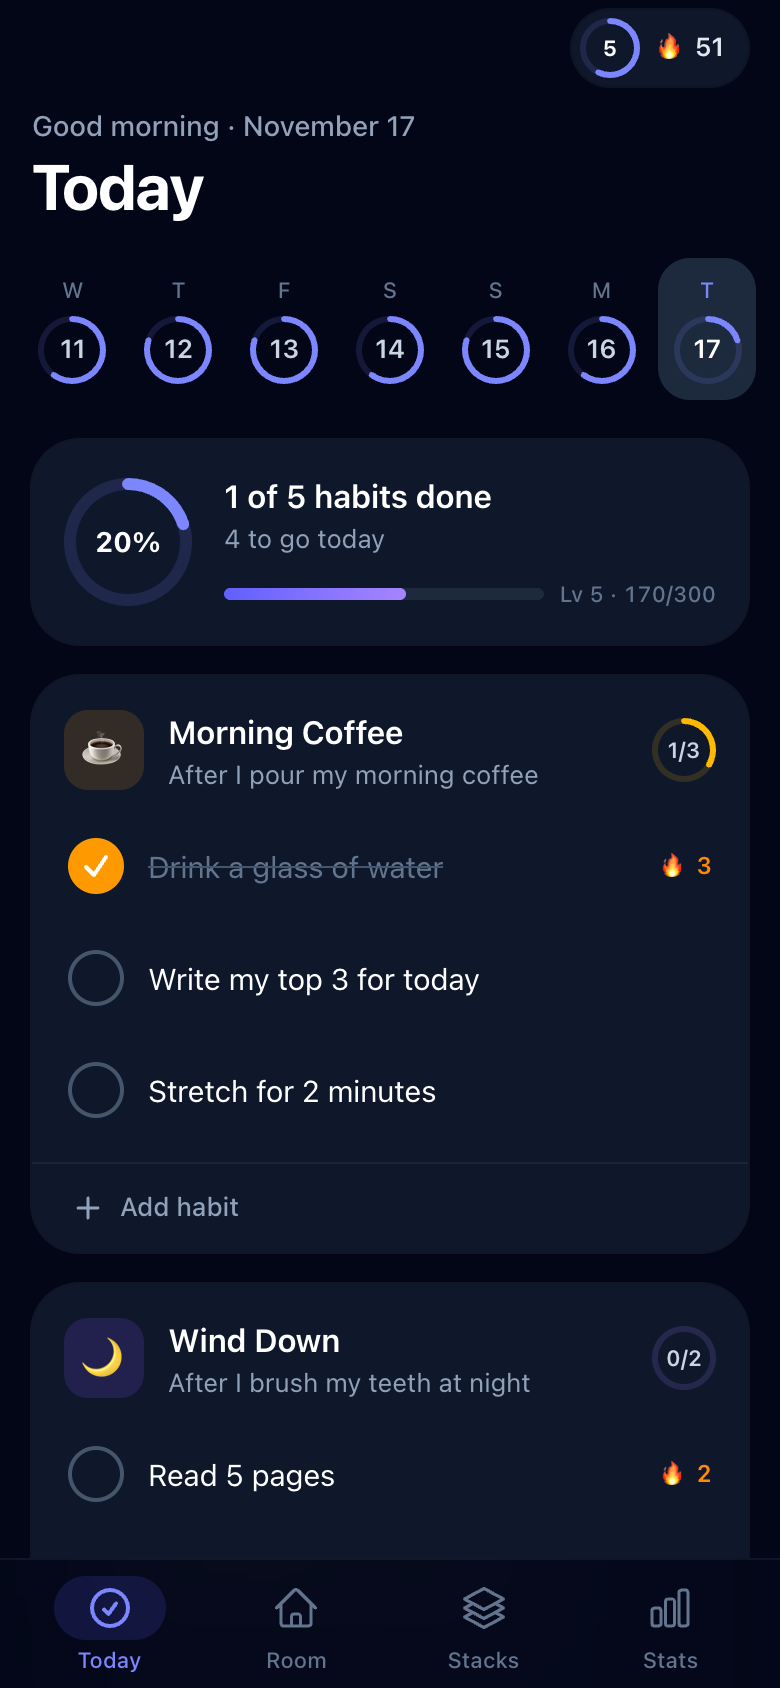 5 🔥 51
Good morning · November 17
Today
W T F S S M T
11 12 13 14 15 16 17
20%
1 of 5 habits done
4 to go today
Lv 5 · 170/300
Morning Coffee
After I pour my morning coffee
1/3
Drink a glass of water 🔥 3
Write my top 3 for today
Stretch for 2 minutes
+ Add habit
Wind Down
After I brush my teeth at night
0/2
Read 5 pages 🔥 2
Today Room Stacks Stats